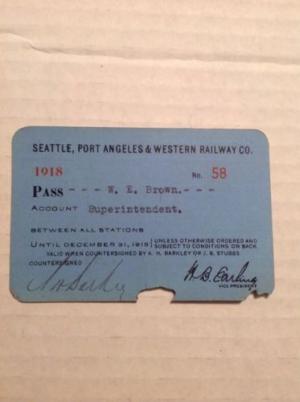 SEATTLE, PORT ANGELES & WESTERN RAILWAY CO.
1918 No. 58
PASS - - - W. E. Brown.- - -
ACCOUNT Superintendent.
BETWEEN ALL STATIONS
UNTIL DECEMBER 31, 1918 { UNLESS OTHERWISE ORDERED AND SUBJECT TO CONDITIONS ON BACK
VALID WHEN COUNTERSIGNED BY A. H. BARKLEY OR J. B. STUBBS
COUNTERSIGNED
A H Barkley H. B. Earling
VICE PRESIDENT